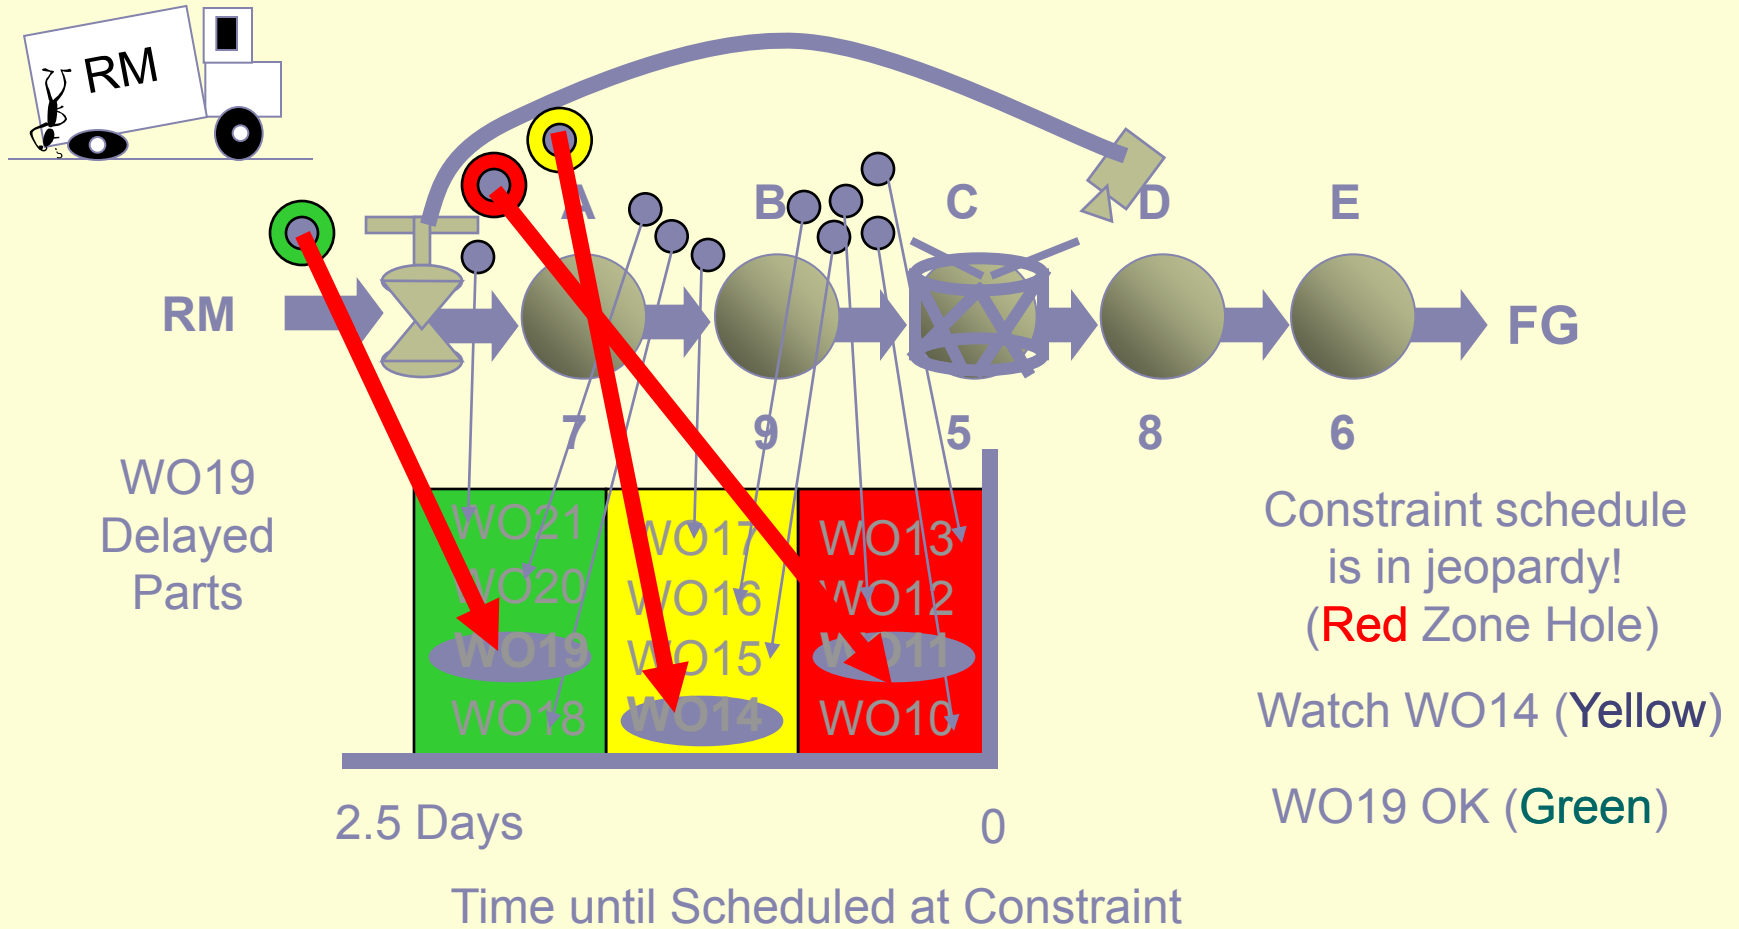 RM
A B C D E
RM FG
7 9 5 8 6
WO19
Delayed
Parts
WO21
WO20
WO19
WO18
WO17
WO16
WO15
WO14
WO13
WO12
WO11
WO10
Constraint schedule
is in jeopardy!
(Red Zone Hole)
Watch WO14 (Yellow)
WO19 OK (Green)
2.5 Days 0
Time until Scheduled at Constraint